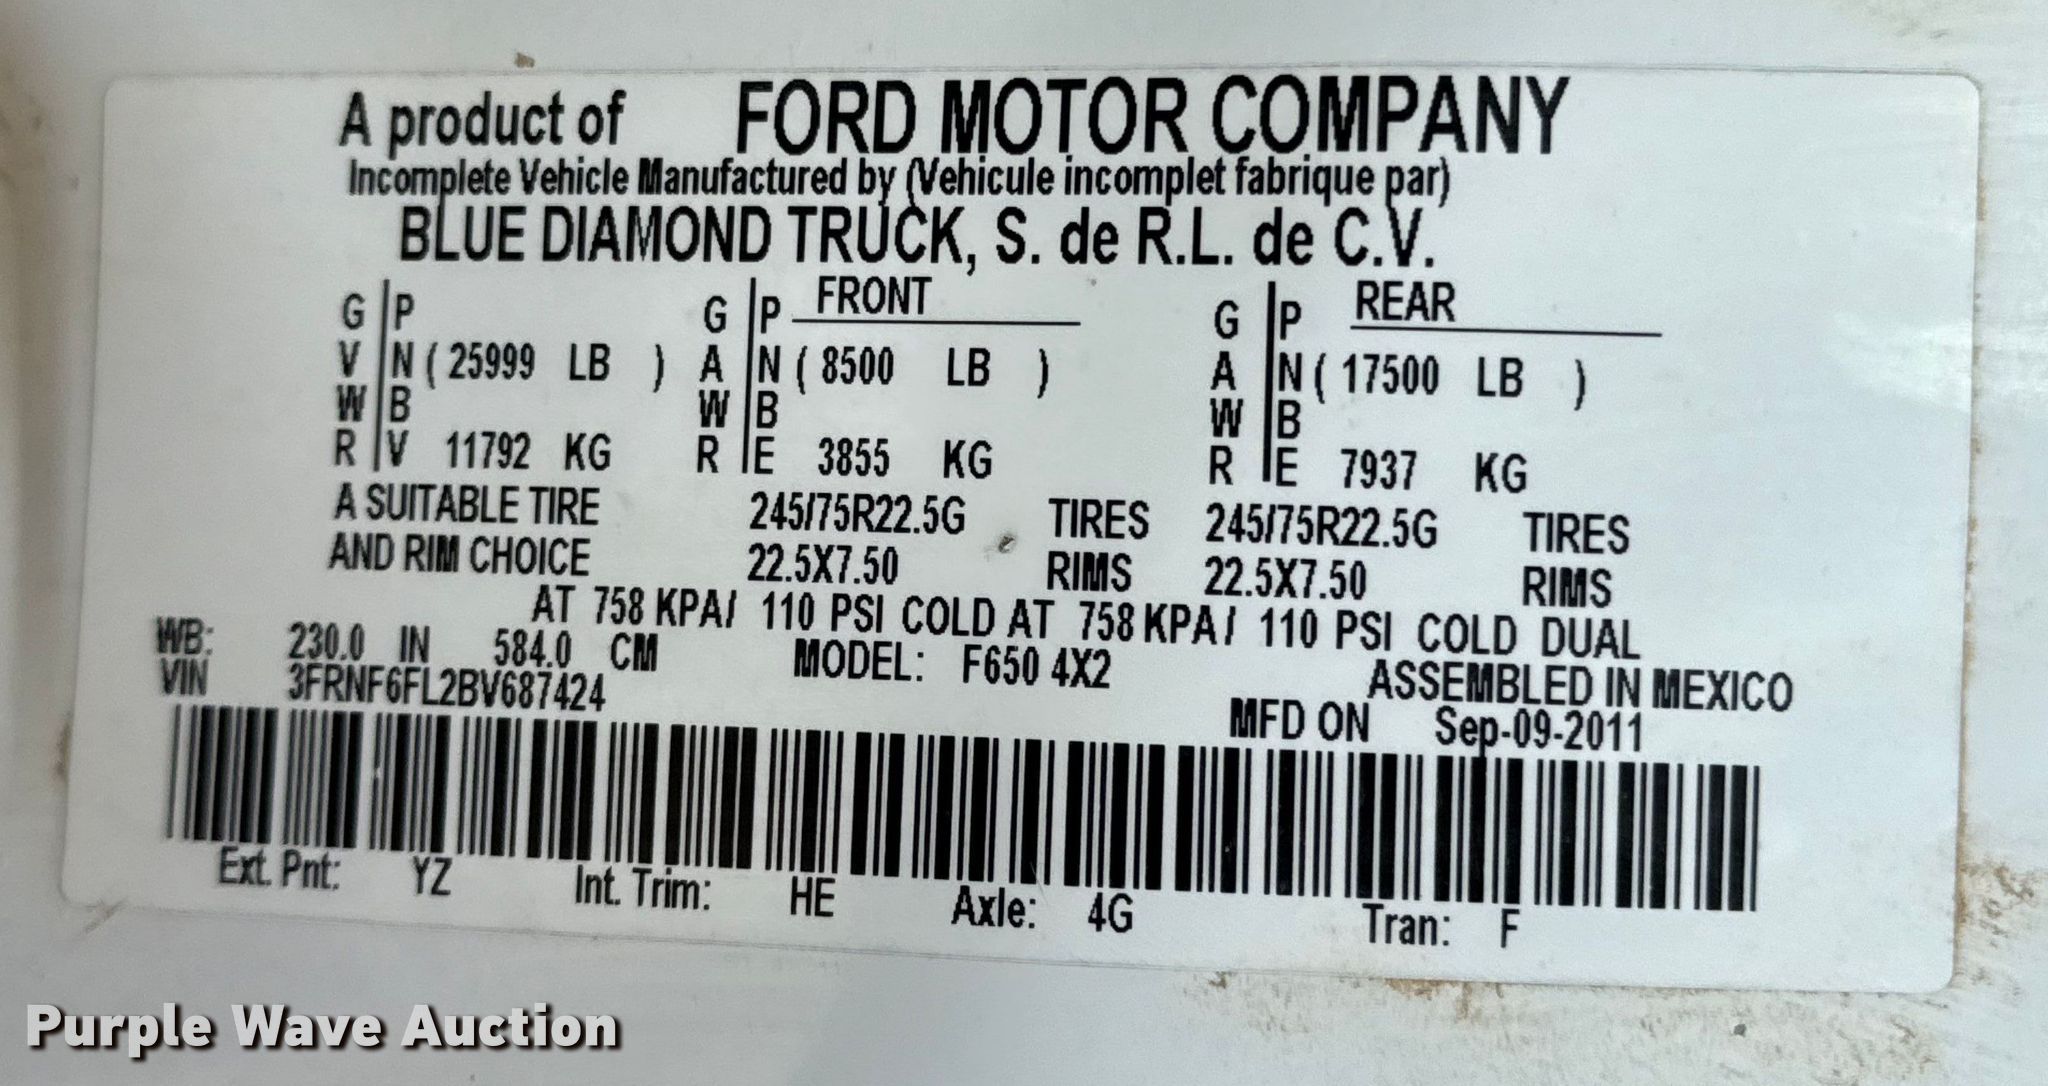 A product of FORD MOTOR COMPANY
Incomplete Vehicle Manufactured by (Vehicule incomplet fabrique par)
BLUE DIAMOND TRUCK, S. de R.L. de C.V.
G P G P FRONT G P REAR
V N ( 25999 LB ) A N ( 8500 LB ) A N ( 17500 LB )
W B W B W B
R V 11792 KG R E 3855 KG R E 7937 KG
A SUITABLE TIRE 245/75R22.5G TIRES 245/75R22.5G TIRES
AND RIM CHOICE 22.5X7.50 RIMS 22.5X7.50 RIMS
AT 758 KPA/ 110 PSI COLD AT 758 KPA/ 110 PSI COLD DUAL
WB: 230.0 IN 584.0 CM MODEL: F650 4X2 ASSEMBLED IN MEXICO
VIN 3FRNF6FL2BV687424 MFD ON Sep-09-2011
Ext. Pnt: YZ Int. Trim: HE Axle: 4G Tran: F
Purple Wave Auction